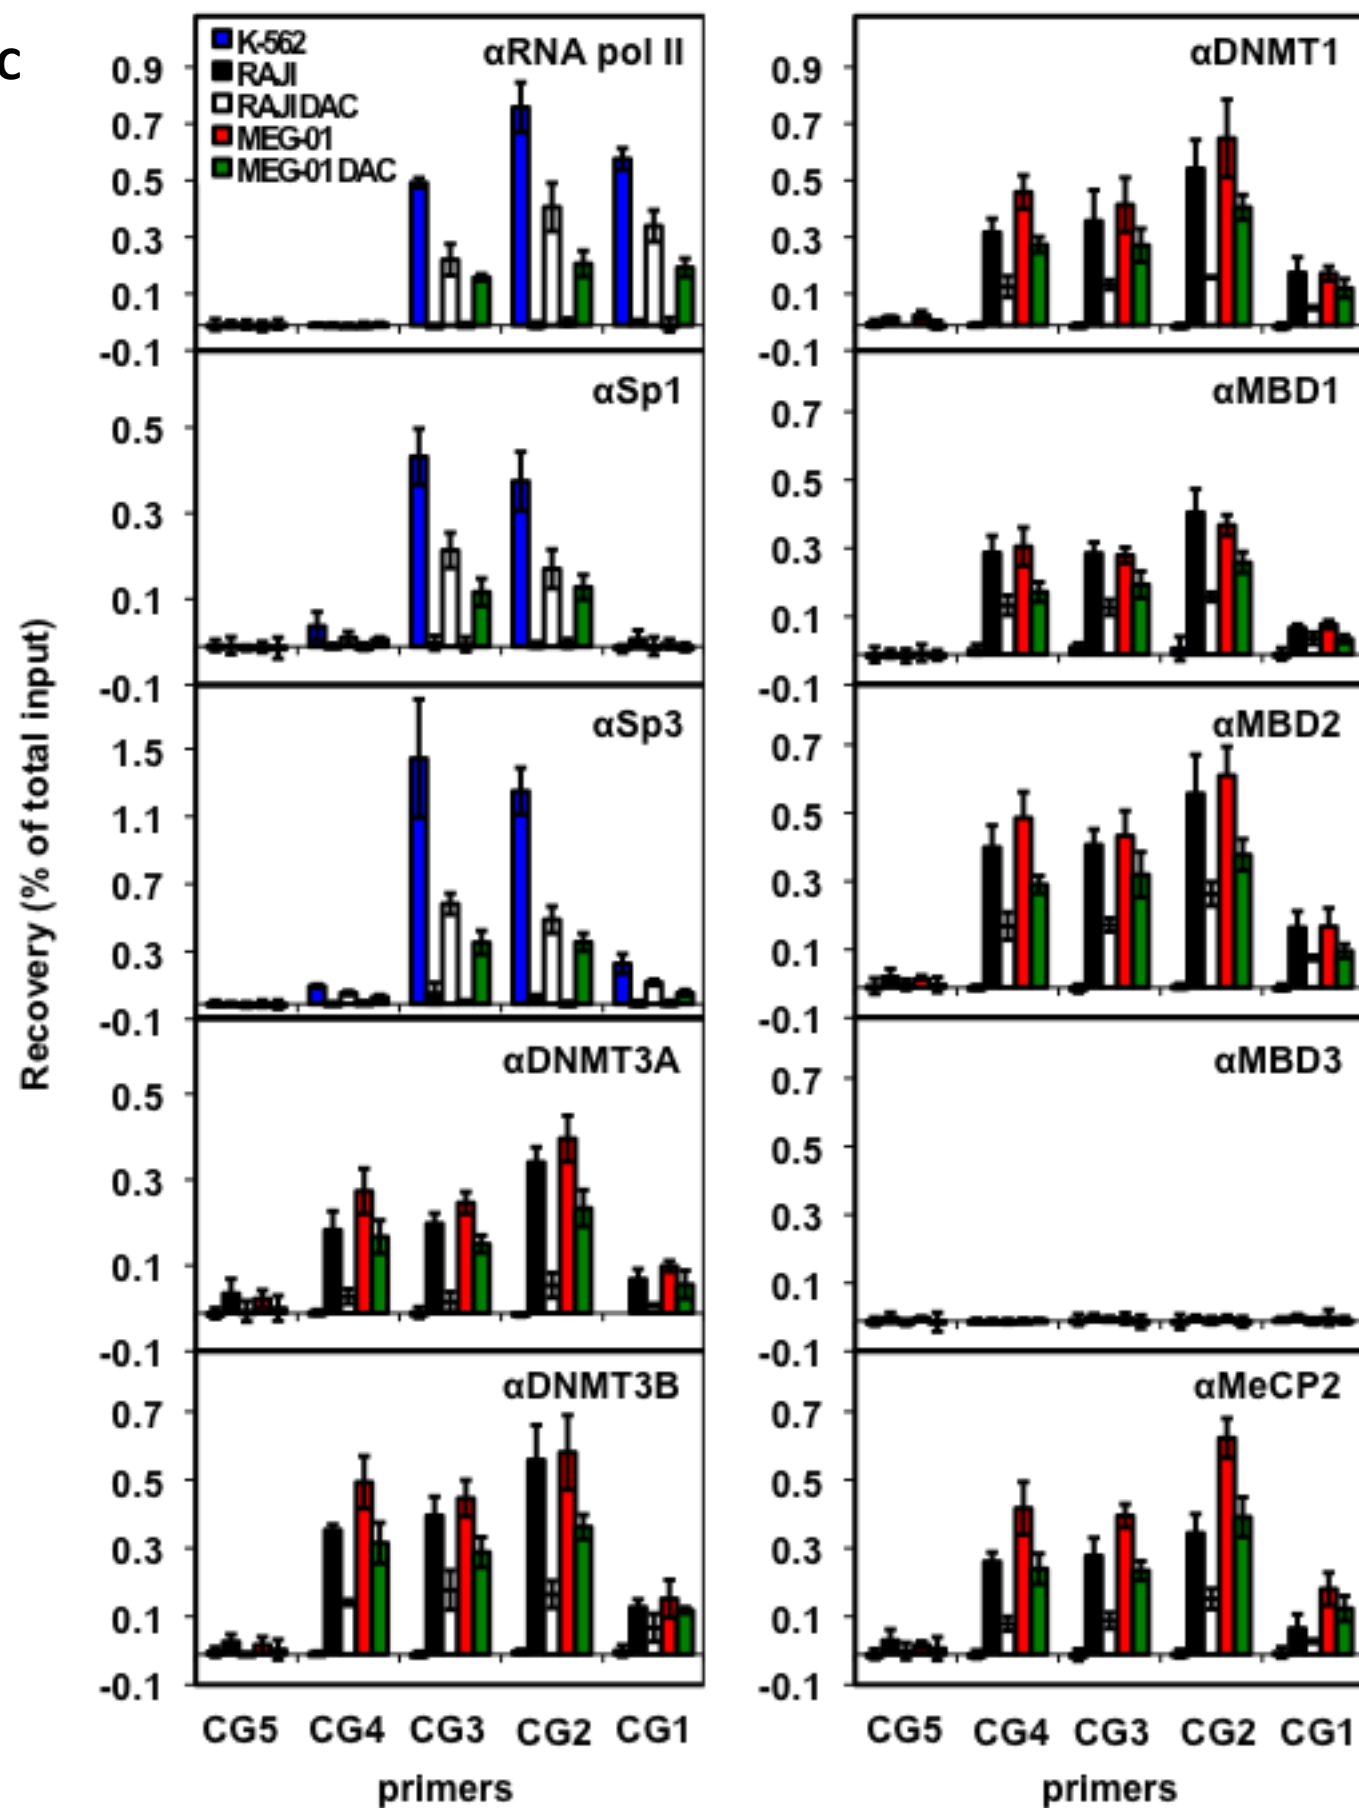 C
K-562
RAJI
RAJI DAC
MEG-01
MEG-01 DAC
αRNA pol II
0.9
0.7
0.5
0.3
0.1
-0.1
αSp1
0.5
0.3
0.1
-0.1
αSp3
1.5
1.1
0.7
0.3
-0.1
αDNMT3A
0.5
0.3
0.1
-0.1
αDNMT3B
0.7
0.5
0.3
0.1
-0.1
CG5 CG4 CG3 CG2 CG1
primers
Recovery (% of total input)
αDNMT1
0.9
0.7
0.5
0.3
0.1
-0.1
αMBD1
0.7
0.5
0.3
0.1
-0.1
αMBD2
0.7
0.5
0.3
0.1
-0.1
αMBD3
0.7
0.5
0.3
0.1
-0.1
αMeCP2
0.7
0.5
0.3
0.1
-0.1
CG5 CG4 CG3 CG2 CG1
primers